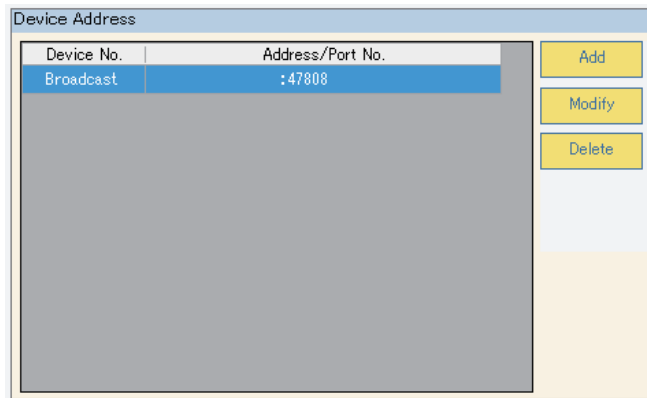 Device Address
Device No. Address/Port No.
Broadcast :47808
Add
Modify
Delete